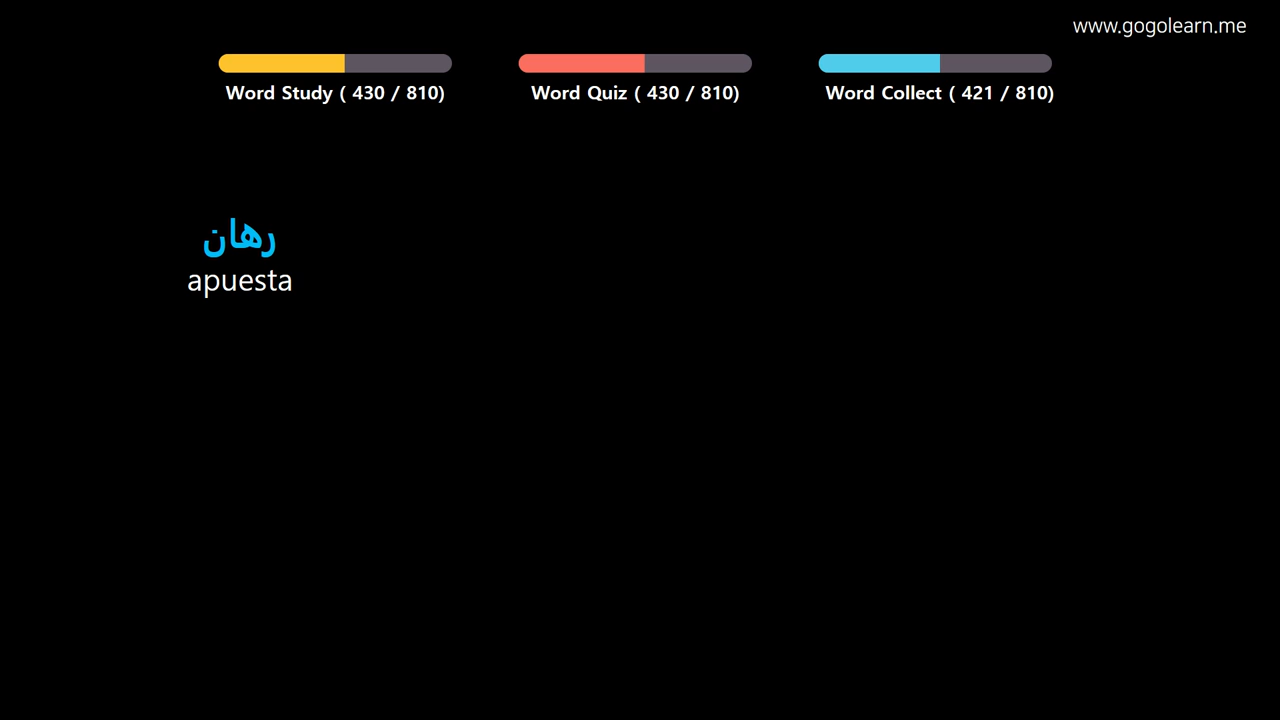 www.gogolearn.me
Word Study ( 430 / 810)
Word Quiz ( 430 / 810)
Word Collect ( 421 / 810)
رهان
apuesta